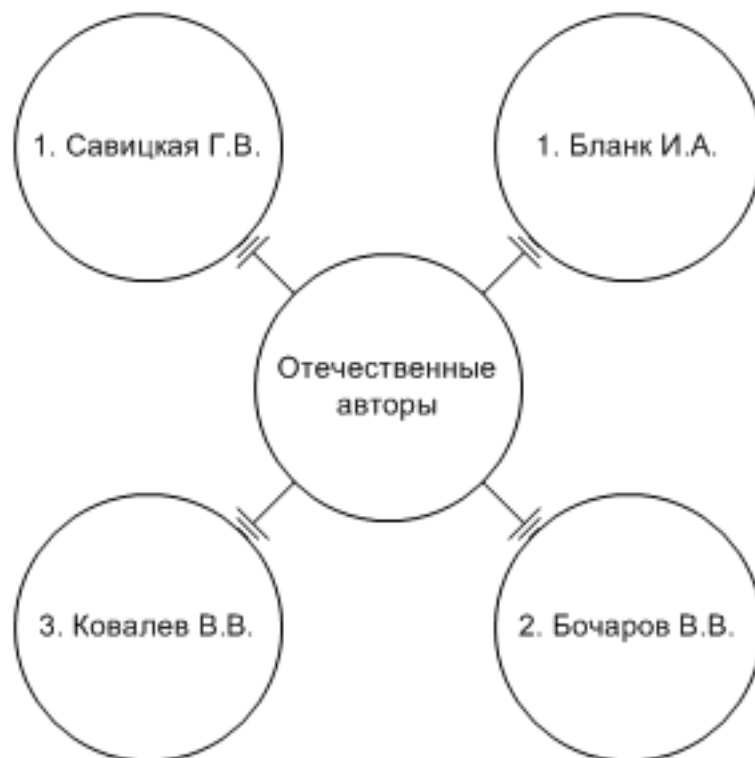 1. Савицкая Г.В.
1. Бланк И.А.
Отечественные
авторы
3. Ковалев В.В.
2. Бочаров В.В.